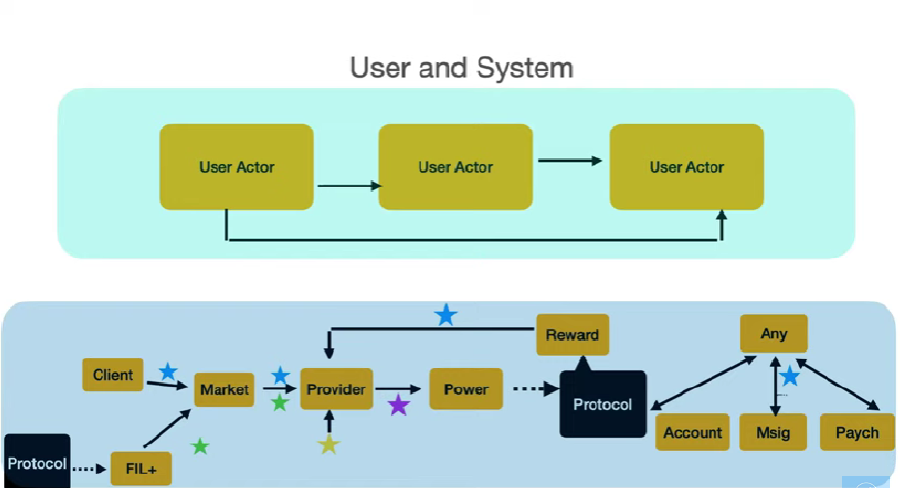 User and System
User Actor
User Actor
User Actor
Reward
Any
Client
Market
Provider
Power
Protocol
Account
Msig
Paych
Protocol
FIL+